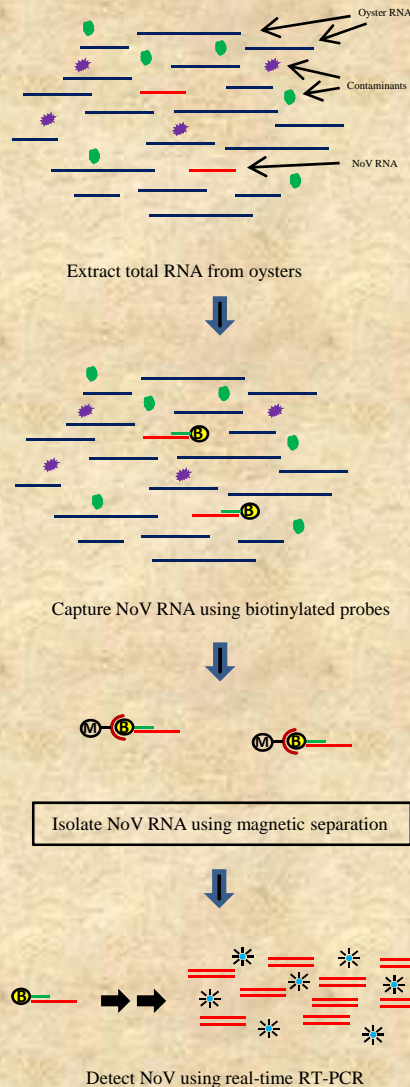 Oyster RNA
Contaminants
NoV RNA
Extract total RNA from oysters
B
B
Capture NoV RNA using biotinylated probes
M B
M B
Isolate NoV RNA using magnetic separation
B
Detect NoV using real-time RT-PCR